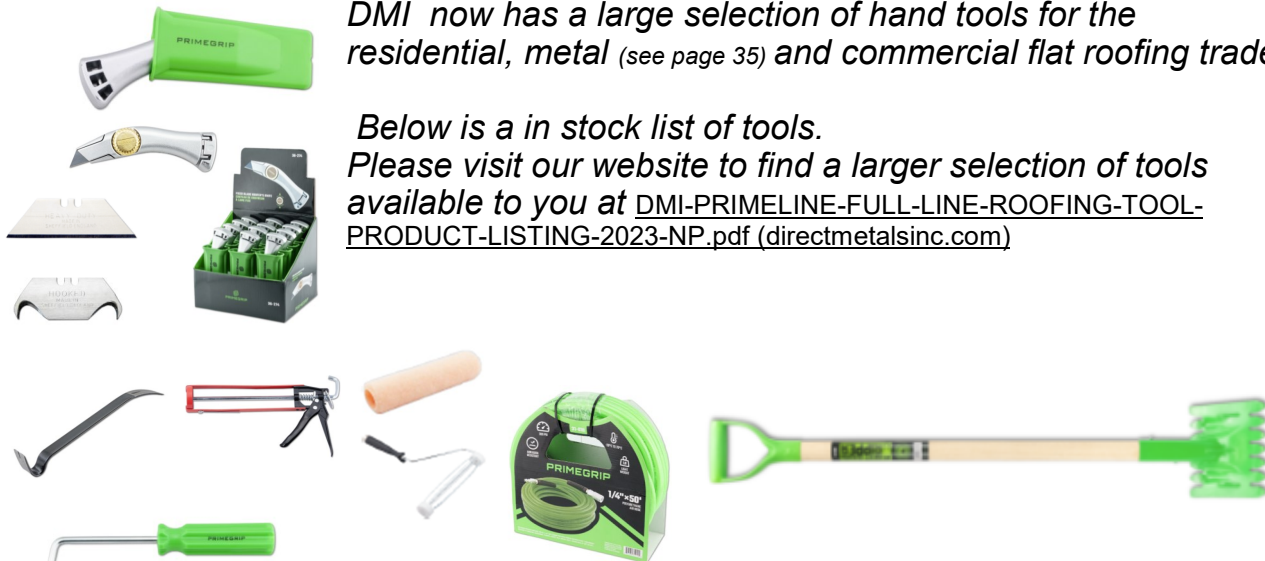 DMI now has a large selection of hand tools for the
residential, metal (see page 35) and commercial flat roofing trade
Below is a in stock list of tools.
Please visit our website to find a larger selection of tools
available to you at DMI-PRIMELINE-FULL-LINE-ROOFING-TOOL-
PRODUCT-LISTING-2023-NP.pdf (directmetalsinc.com)
PRIMEGRIP
PRIMEGRIP
1/4"×50'
PRIMEGRIP